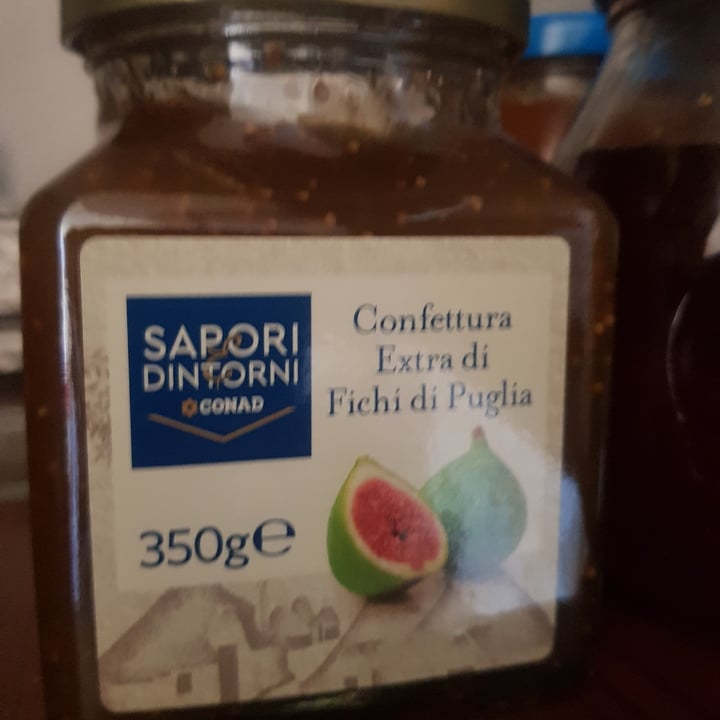 SAPORI
DINTORNI
CONAD
Confettura
Extra di
Fichi di Puglia
350g℮